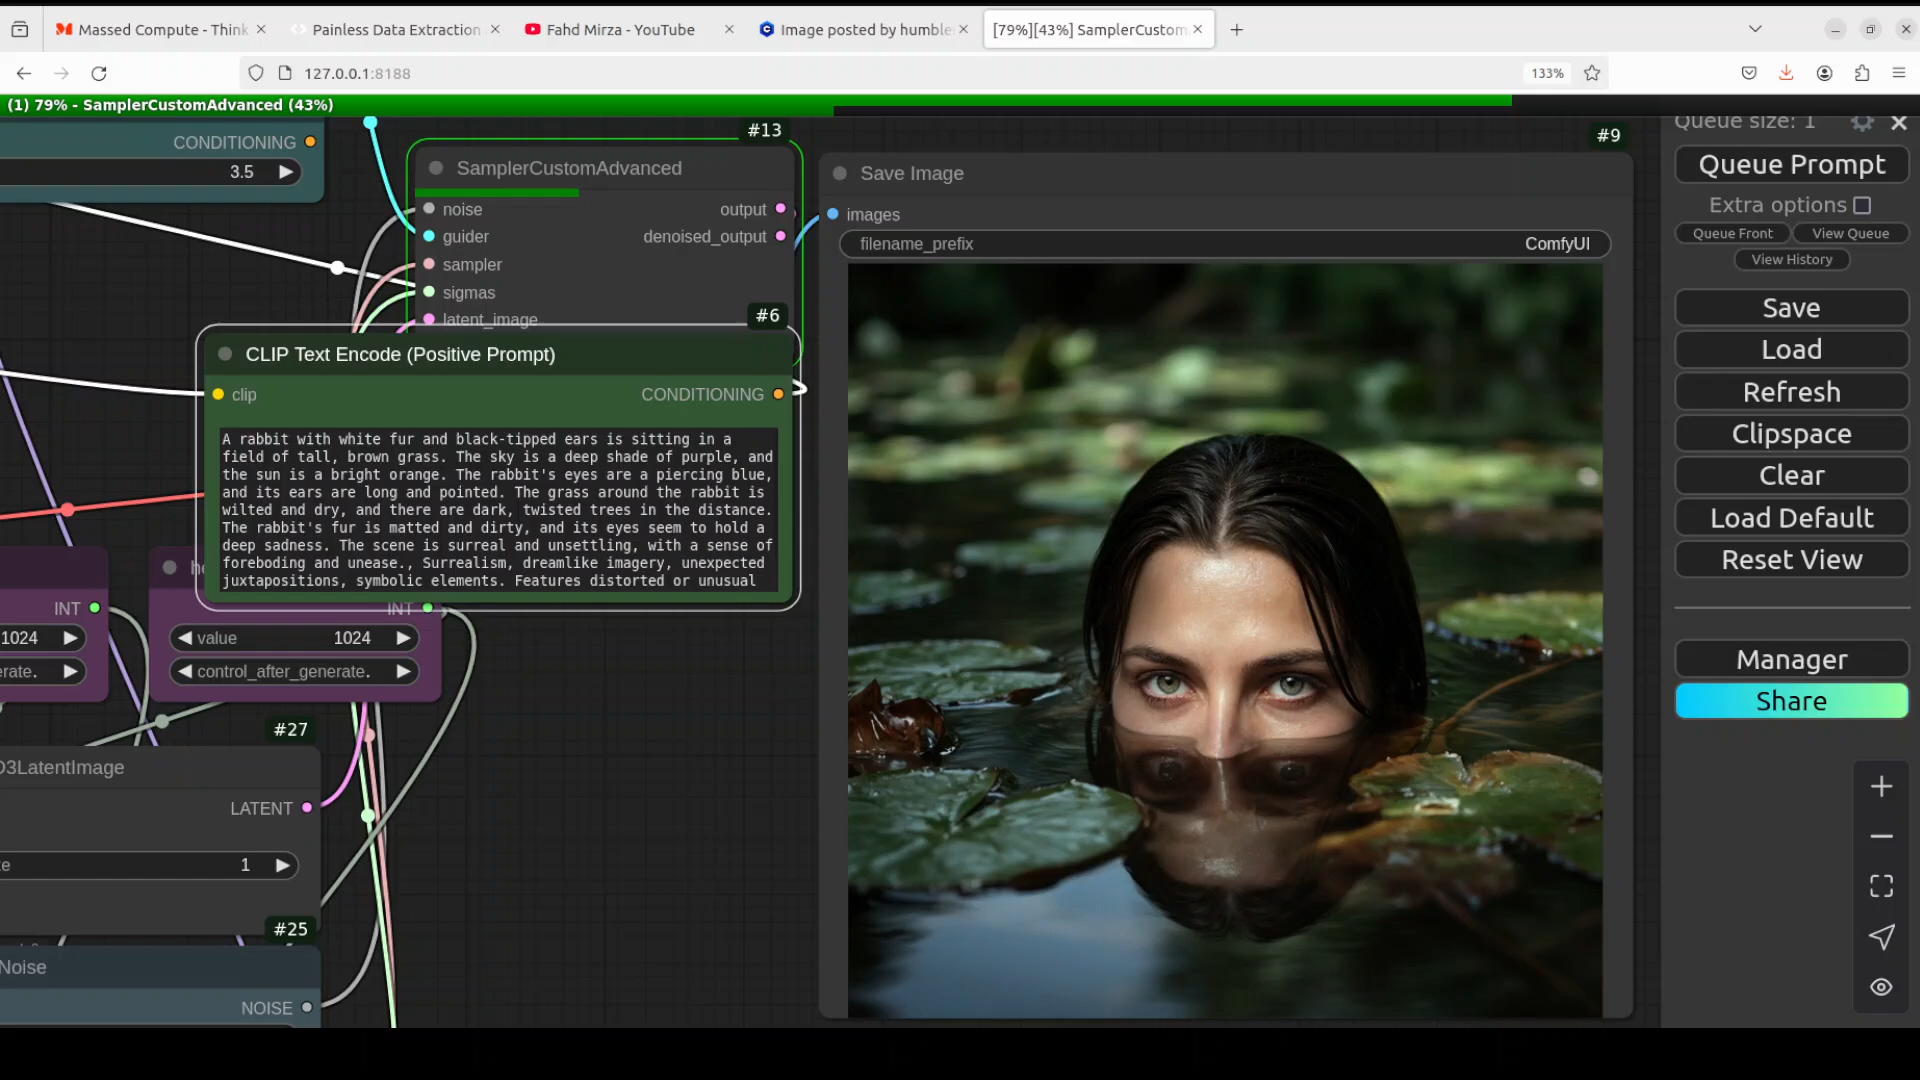 Massed Compute - Think
Painless Data Extraction
Fahd Mirza - YouTube
Image posted by humble
[79%][43%] SamplerCustom
127.0.0.1:8188
133%
(1) 79% - SamplerCustomAdvanced (43%)
CONDITIONING
3.5
#13
SamplerCustomAdvanced
noise
output
guider
denoised_output
sampler
sigmas
latent_image
#6
CLIP Text Encode (Positive Prompt)
clip
CONDITIONING
A rabbit with white fur and black-tipped ears is sitting in a
field of tall, brown grass. The sky is a deep shade of purple, and
the sun is a bright orange. The rabbit's eyes are a piercing blue,
and its ears are long and pointed. The grass around the rabbit is
wilted and dry, and there are dark, twisted trees in the distance.
The rabbit's fur is matted and dirty, and its eyes seem to hold a
deep sadness. The scene is surreal and unsettling, with a sense of
foreboding and unease., Surrealism, dreamlike imagery, unexpected
juxtapositions, symbolic elements. Features distorted or unusual
he
INT
INT
1024
value 1024
erate.
control_after_generate.
#27
D3LatentImage
LATENT
1
#25
Noise
NOISE
#9
Save Image
images
filename_prefix ComfyUI
Queue size: 1
Queue Prompt
Extra options
Queue Front
View Queue
View History
Save
Load
Refresh
Clipspace
Clear
Load Default
Reset View
Manager
Share